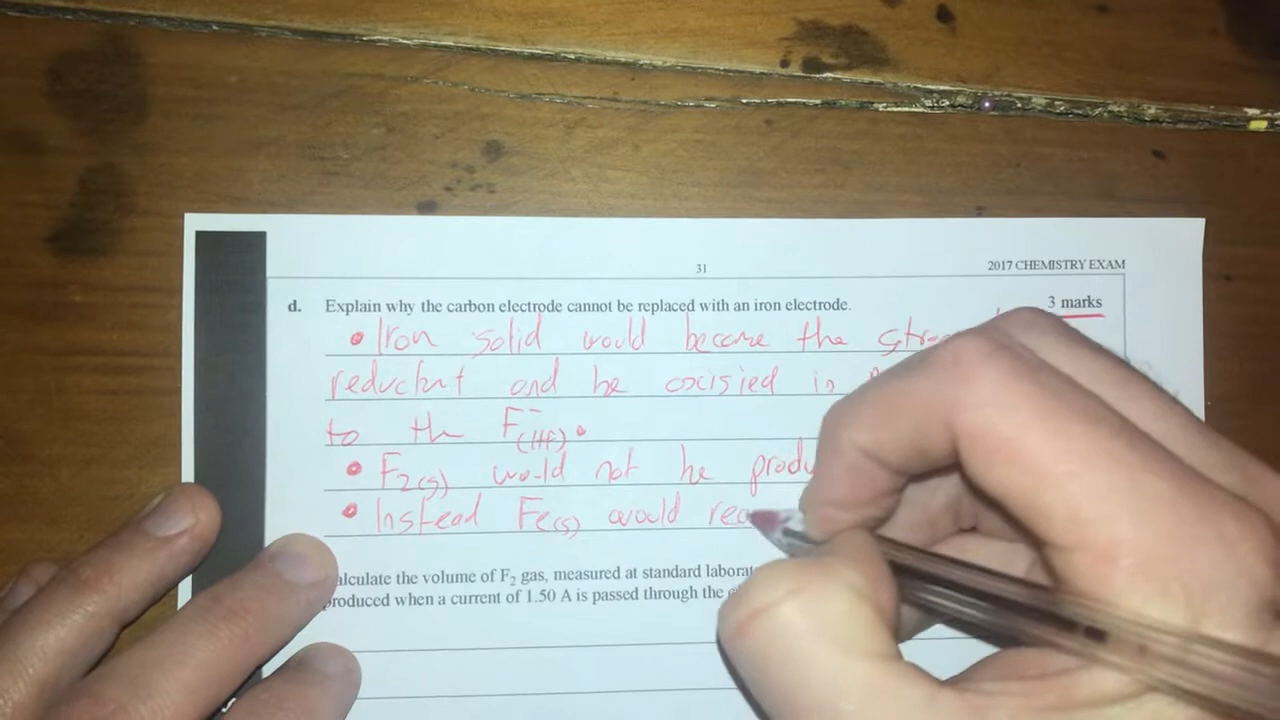 31
2017 CHEMISTRY EXAM
d. Explain why the carbon electrode cannot be replaced with an iron electrode.
3 marks
• Iron solid would become the
reductant and be oxcisied in
to the F⁻(HF).
• F2(s) would not be produ
• Instead Fe(s) would rea
alculate the volume of F2 gas, measured at standard laborat
produced when a current of 1.50 A is passed through the